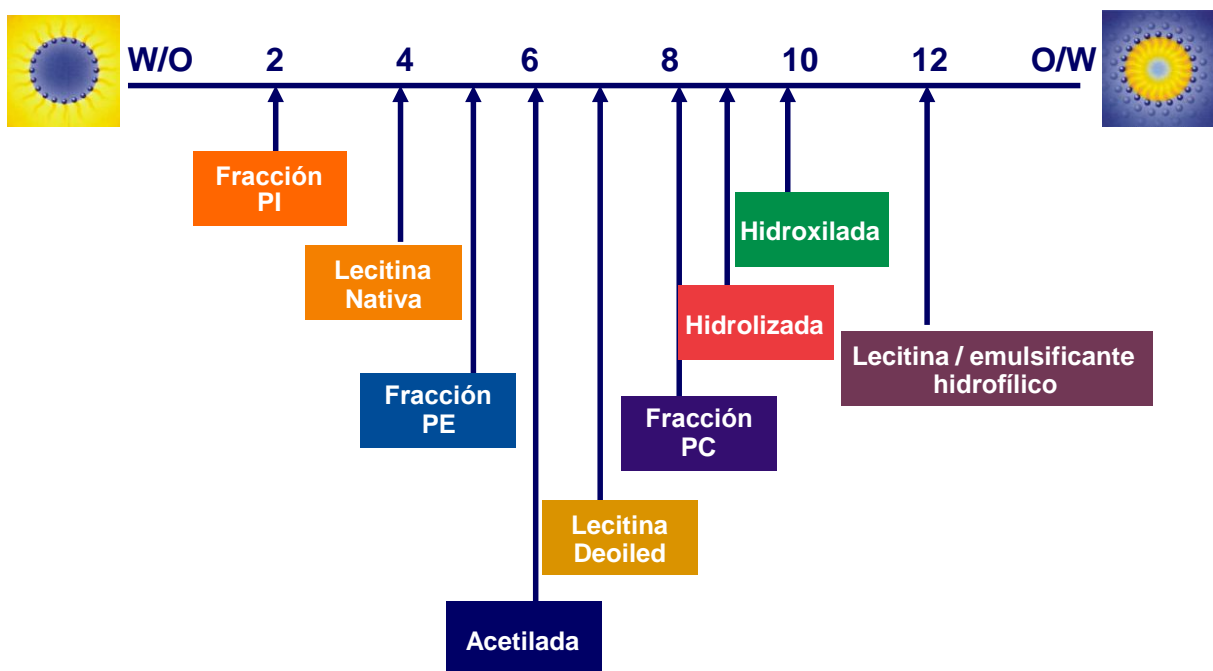 W/O 2 4 6 8 10 12 O/W
Fracción
PI
Hidroxilada
Lecitina
Nativa
Hidrolizada
Lecitina / emulsificante
hidrofílico
Fracción
PE
Fracción
PC
Lecitina
Deoiled
Acetilada